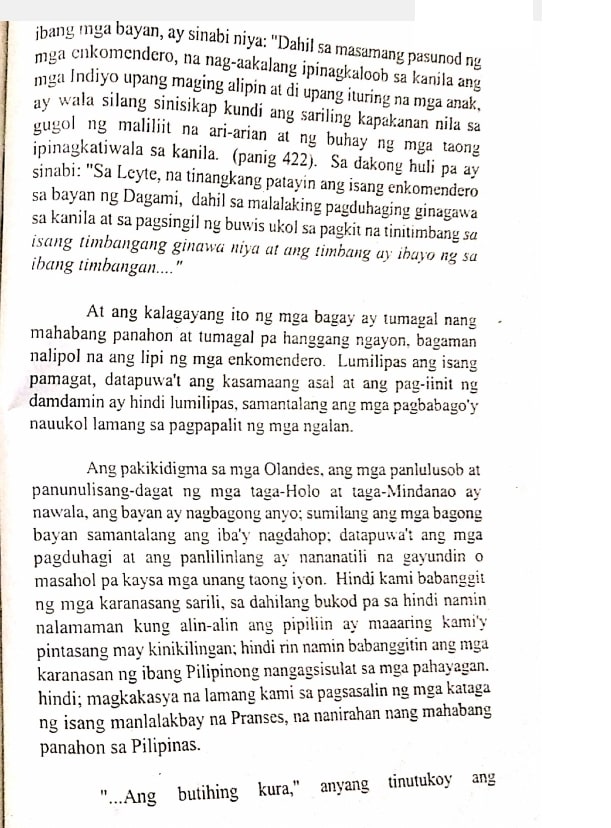 ibang mga bayan, ay sinabi niya: "Dahil sa masamang pasunod ng
mga enkomendero, na nag-aakalang ipinagkaloob sa kanila ang
mga Indiyo upang maging alipin at di upang ituring na mga anak,
ay wala silang sinisikap kundi ang sariling kapakanan nila sa
gugol ng maliliit na ari-arian at ng buhay ng mga taong
ipinagkatiwala sa kanila. (panig 422). Sa dakong huli pa ay
sinabi: "Sa Leyte, na tinangkang patayin ang isang enkomendero
sa bayan ng Dagami, dahil sa malalaking pagduhaging ginagawa
sa kanila at sa pagsingil ng buwis ukol sa pagkit na tinitimbang sa
isang timbangang ginawa niya at ang timbang ay ibayo ng sa
ibang timbangan...."
At ang kalagayang ito ng mga bagay ay tumagal nang
mahabang panahon at tumagal pa hanggang ngayon, bagaman
nalipol na ang lipi ng mga enkomendero. Lumilipas ang isang
pamagat, datapuwa't ang kasamaang asal at ang pag-iinit ng
damdamin ay hindi lumilipas, samantalang ang mga pagbabago'y
nauukol lamang sa pagpapalit ng mga ngalan.
Ang pakikidigma sa mga Olandes, ang mga panlulusob at
panunulisang-dagat ng mga taga-Holo at taga-Mindanao ay
nawala, ang bayan ay nagbagong anyo; sumilang ang mga bagong
bayan samantalang ang iba'y nagdahop; datapuwa't ang mga
pagduhagi at ang panlilinlang ay nananatili na gayundin o
masahol pa kaysa mga unang taong iyon. Hindi kami babanggit
ng mga karanasang sarili, sa dahilang bukod pa sa hindi namin
nalamaman kung alin-alin ang pipiliin ay maaaring kami'y
pintasang may kinikilingan; hindi rin namin babanggitin ang mga
karanasan ng ibang Pilipinong nangagsisulat sa mga pahayagan.
hindi; magkakasya na lamang kami sa pagsasalin ng mga kataga
ng isang manlalakbay na Pranses, na nanirahan nang mahabang
panahon sa Pilipinas.
"...Ang butihing kura," anyang tinutukoy ang